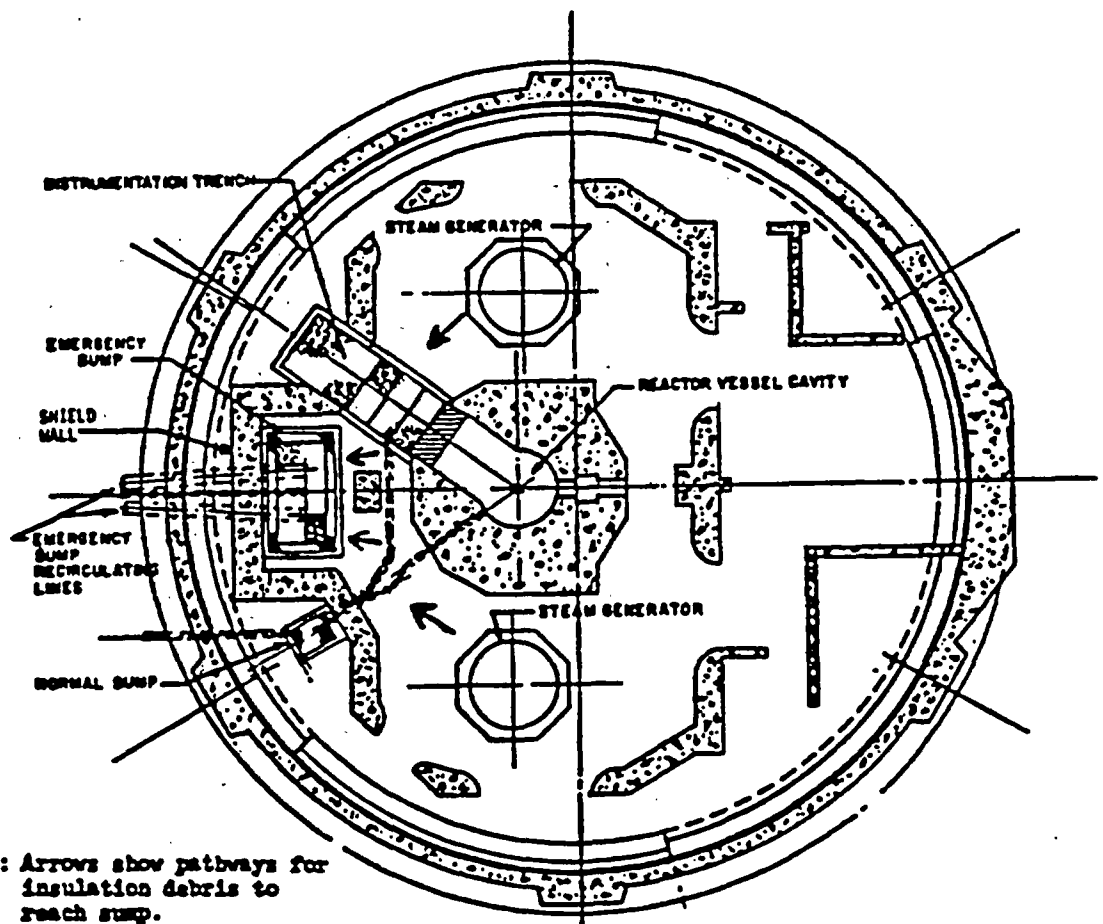 INSTRUMENTATION TRENCH
STEAM GENERATOR
EMERGENCY
SUMP
REACTOR VESSEL CAVITY
SHIELD
WALL
EMERGENCY
SUMP
RECIRCULATING
LINES
STEAM GENERATOR
NORMAL SUMP
: Arrows show pathways for
insulation debris to
reach sump.